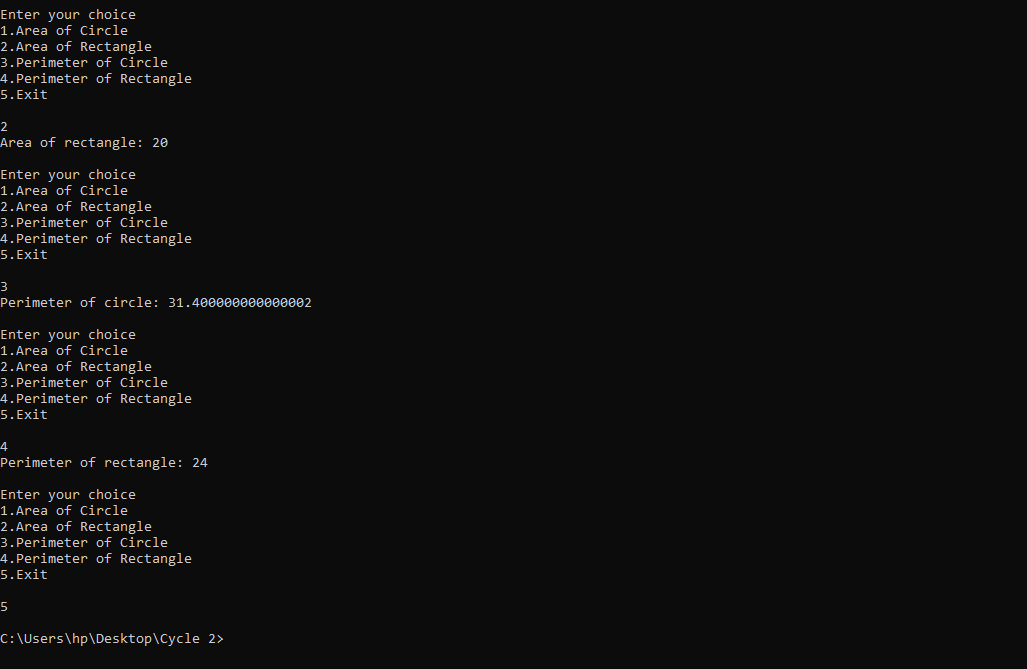 Enter your choice
1.Area of Circle
2.Area of Rectangle
3.Perimeter of Circle
4.Perimeter of Rectangle
5.Exit
2
Area of rectangle: 20
Enter your choice
1.Area of Circle
2.Area of Rectangle
3.Perimeter of Circle
4.Perimeter of Rectangle
5.Exit
3
Perimeter of circle: 31.400000000000002
Enter your choice
1.Area of Circle
2.Area of Rectangle
3.Perimeter of Circle
4.Perimeter of Rectangle
5.Exit
4
Perimeter of rectangle: 24
Enter your choice
1.Area of Circle
2.Area of Rectangle
3.Perimeter of Circle
4.Perimeter of Rectangle
5.Exit
5
C:\Users\hp\Desktop\Cycle 2>